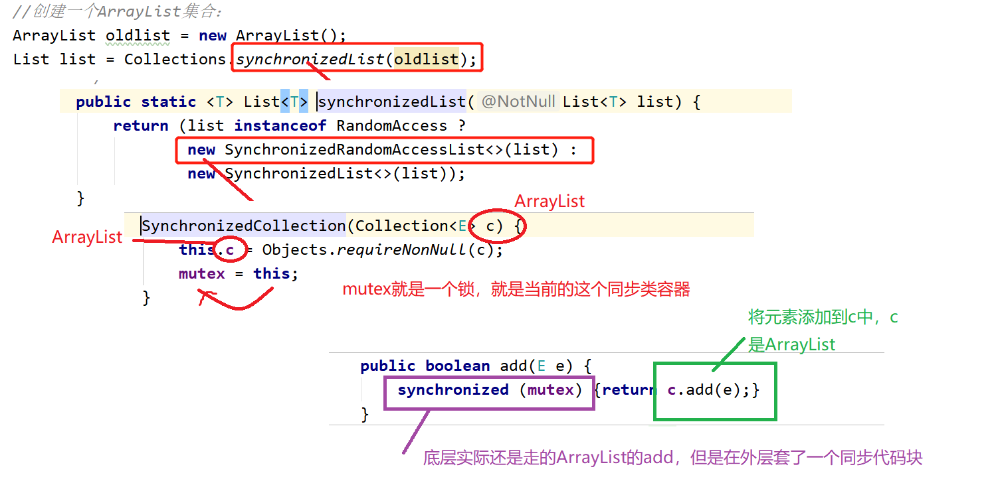 //创建一个ArrayList集合：
ArrayList oldlist = new ArrayList();
List list = Collections.synchronizedList(oldlist);
public static <T> List<T> synchronizedList( @NotNull List<T> list) {
return (list instanceof RandomAccess ?
new SynchronizedRandomAccessList<>(list) :
new SynchronizedList<>(list));
}
ArrayList
SynchronizedCollection(Collection<E> c) {
ArrayList
this.c = Objects.requireNonNull(c);
mutex = this;
mutex就是一个锁，就是当前的这个同步类容器
}
将元素添加到c中，c
是ArrayList
public boolean add(E e) {
synchronized (mutex) {return c.add(e);}
}
底层实际还是走的ArrayList的add，但是在外层套了一个同步代码块